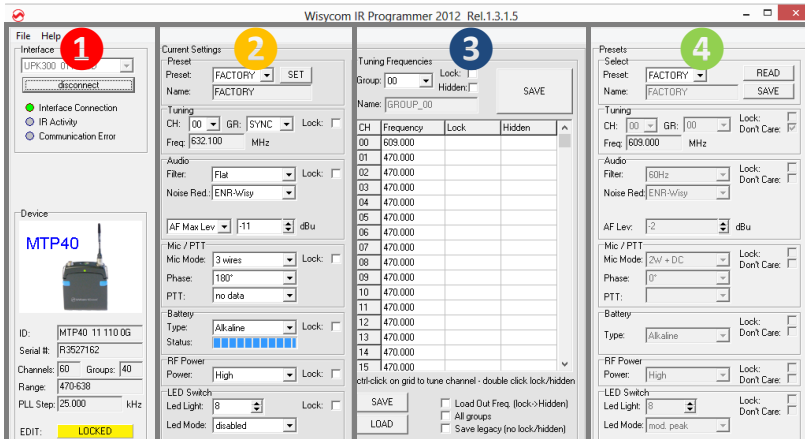 Wisycom IR Programmer 2012 Rel.1.3.1.5
File Help
1
Interface
UPK300
disconnect
Interface Connection
IR Activity
Communication Error
Device
MTP40
ID: MTP40 11 110 0G
Serial #: R3527162
Channels: 60 Groups: 40
Range: 470-638
PLL Step: 25.000 kHz
EDIT: LOCKED
2
Current Settings
Preset
Preset: FACTORY SET
Name: FACTORY
Tuning
CH: 00 GR: SYNC Lock:
Freq: 632.100 MHz
Audio
Filter: Flat Lock:
Noise Red.: ENR-Wisy
AF Max Lev -11 dBu
Mic / PTT
Mic Mode: 3 wires Lock:
Phase: 180°
PTT: no data
Battery
Type: Alkaline Lock:
Status:
RF Power
Power: High Lock:
LED Switch
Led Light: 8 Lock:
Led Mode: disabled
3
Tuning Frequencies
Group: 00 Lock:
Hidden:
SAVE
Name: GROUP_00
CH Frequency Lock Hidden
00 609.000
01 470.000
02 470.000
03 470.000
04 470.000
05 470.000
06 470.000
07 470.000
08 470.000
09 470.000
10 470.000
11 470.000
12 470.000
13 470.000
14 470.000
15 470.000
ctrl-click on grid to tune channel - double click lock/hidden
SAVE
LOAD
Load Out Freq. (lock->Hidden)
All groups
Save legacy (no lock/hidden)
4
Presets
Select
Preset: FACTORY READ
Name: FACTORY SAVE
Tuning
CH: 00 GR: 00 Lock:
Don't Care:
Freq: 609.000 MHz
Audio
Filter: 60Hz Lock:
Don't Care:
Noise Red: ENR-Wisy
AF Lev: -2 dBu
Mic / PTT
Mic Mode: 2W + DC Lock:
Don't Care:
Phase: 0°
PTT:
Battery
Type: Alkaline Lock:
Don't Care:
RF Power
Power: High Lock:
Don't Care:
LED Switch
Led Light: 8 Lock:
Don't Care:
Led Mode: mod. peak